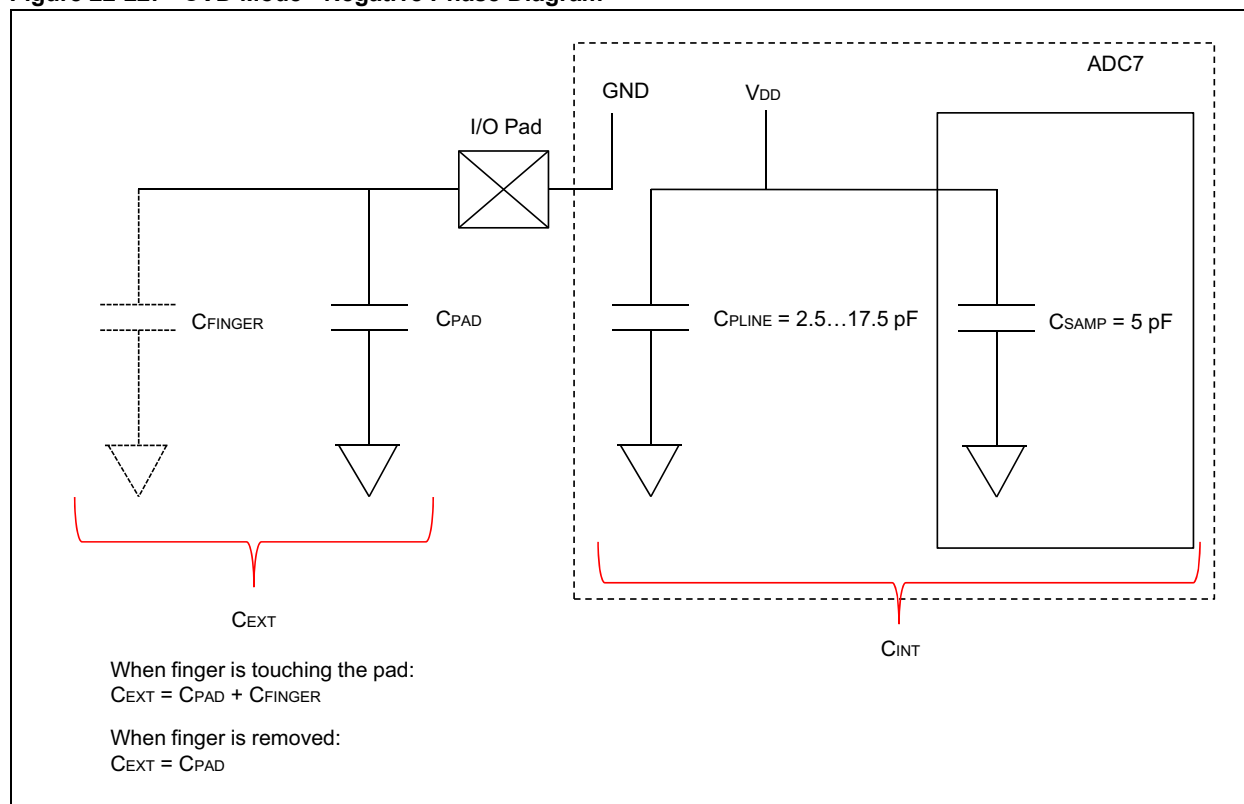 ADC7
GND
VDD
I/O Pad
CFINGER
CPAD
CPLINE = 2.5…17.5 pF
CSAMP = 5 pF
CEXT
CINT
When finger is touching the pad:
CEXT = CPAD + CFINGER
When finger is removed:
CEXT = CPAD